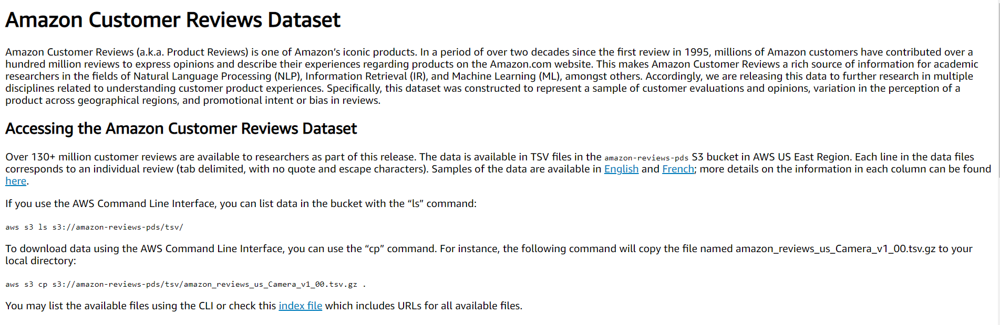 Amazon Customer Reviews Dataset
Amazon Customer Reviews (a.k.a. Product Reviews) is one of Amazon’s iconic products. In a period of over two decades since the first review in 1995, millions of Amazon customers have contributed over a
hundred million reviews to express opinions and describe their experiences regarding products on the Amazon.com website. This makes Amazon Customer Reviews a rich source of information for academic
researchers in the fields of Natural Language Processing (NLP), Information Retrieval (IR), and Machine Learning (ML), amongst others. Accordingly, we are releasing this data to further research in multiple
disciplines related to understanding customer product experiences. Specifically, this dataset was constructed to represent a sample of customer evaluations and opinions, variation in the perception of a
product across geographical regions, and promotional intent or bias in reviews.
Accessing the Amazon Customer Reviews Dataset
Over 130+ million customer reviews are available to researchers as part of this release. The data is available in TSV files in the amazon-reviews-pds S3 bucket in AWS US East Region. Each line in the data files
corresponds to an individual review (tab delimited, with no quote and escape characters). Samples of the data are available in English and French; more details on the information in each column can be found
here.
If you use the AWS Command Line Interface, you can list data in the bucket with the “ls” command:
aws s3 ls s3://amazon-reviews-pds/tsv/
To download data using the AWS Command Line Interface, you can use the “cp” command. For instance, the following command will copy the file named amazon_reviews_us_Camera_v1_00.tsv.gz to your
local directory:
aws s3 cp s3://amazon-reviews-pds/tsv/amazon_reviews_us_Camera_v1_00.tsv.gz .
You may list the available files using the CLI or check this index file which includes URLs for all available files.